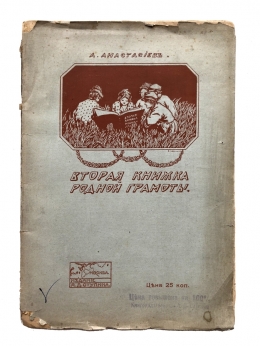 А. АНАСТАСІЕВЪ.
ВТОРАЯ КНИЖКА
РОДНОЙ ГРАМОТЫ.
Цѣна 25 коп.